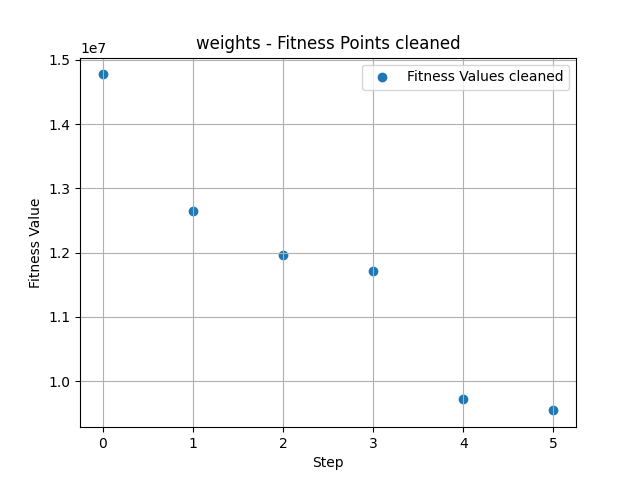 weights - Fitness Points cleaned
1e7
Fitness Values cleaned
1.5
1.4
1.3
1.2
1.1
1.0
Fitness Value
0 1 2 3 4 5
Step